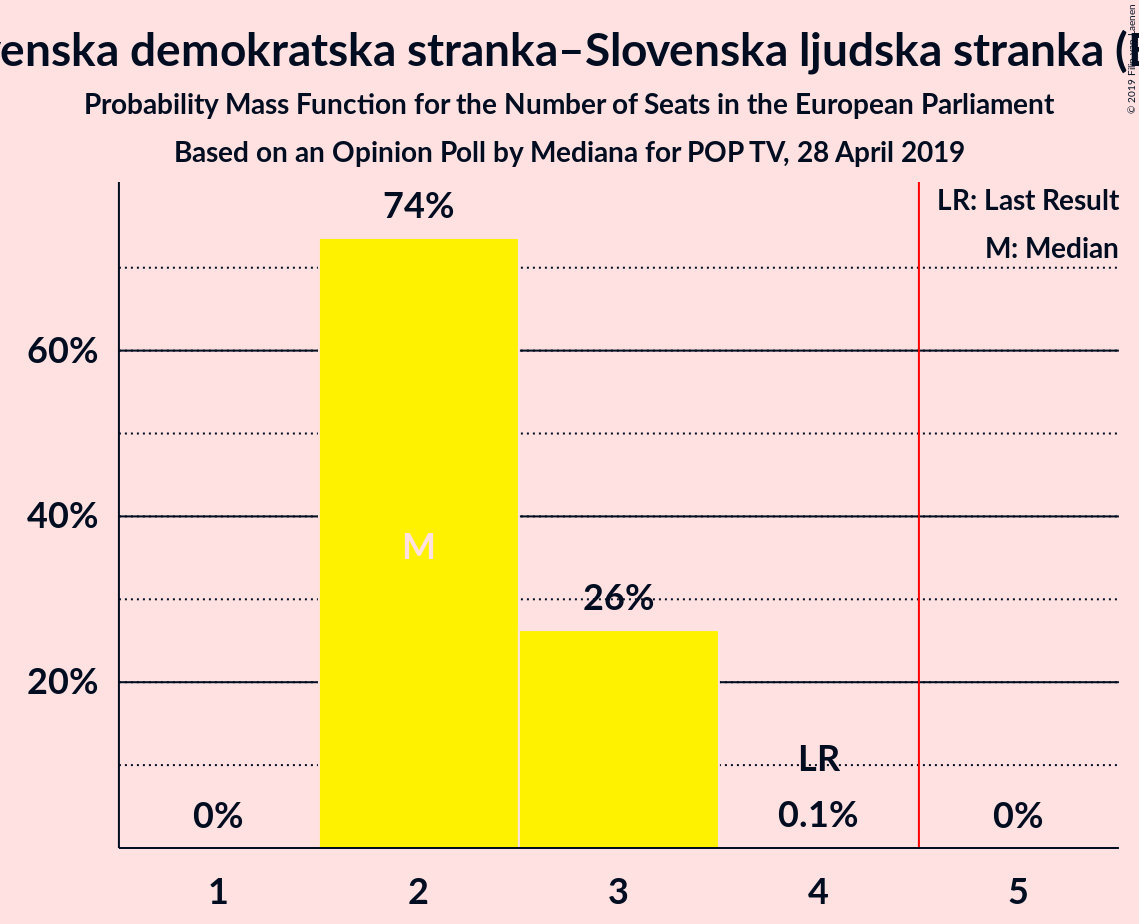 demokratska stranka–Slovenska ljudska stranka
Probability Mass Function for the Number of Seats in the European Parliament
Based on an Opinion Poll by Mediana for POP TV, 28 April 2019
© 2019
LR: Last Result
M: Median
74%
60%
M
40%
26%
20%
LR
0% 0.1% 0%
1 2 3 4 5